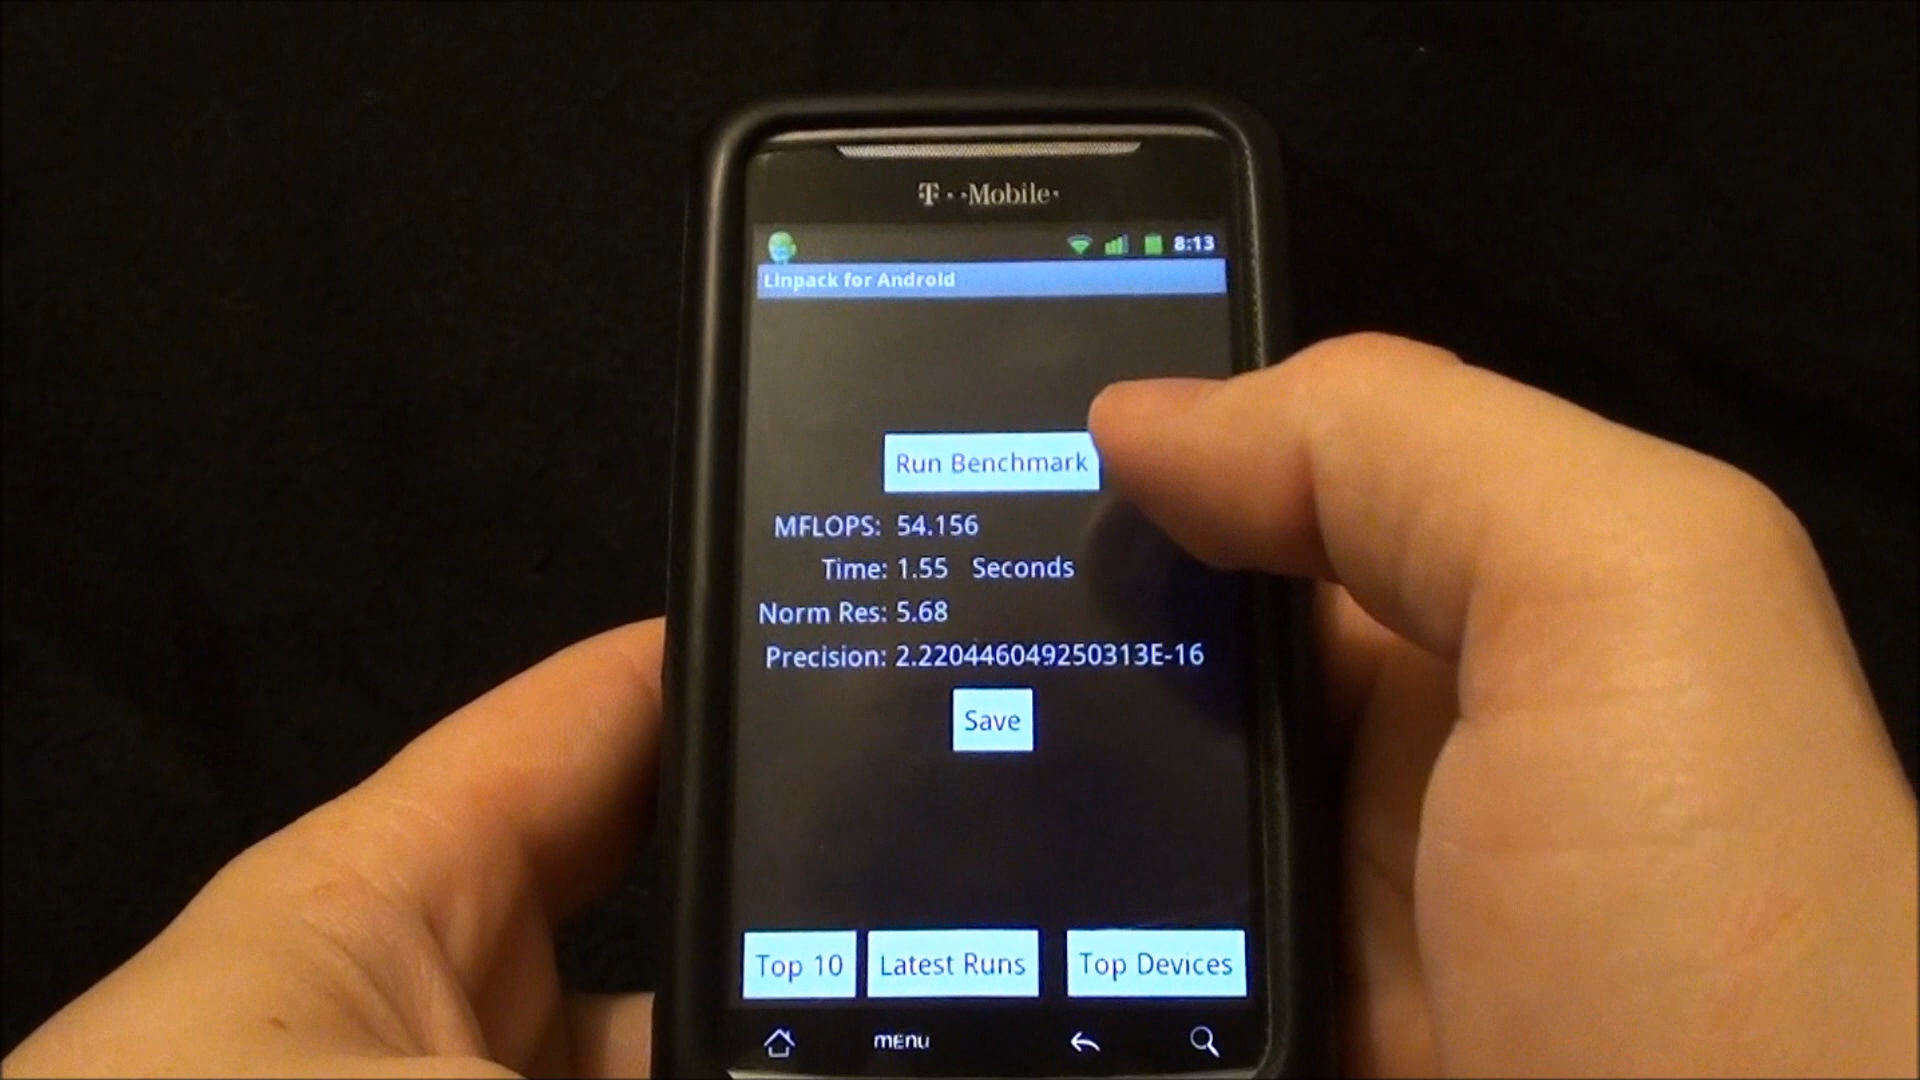 T··Mobile·
8:13
Linpack for Android
Run Benchmark
MFLOPS: 54.156
Time: 1.55 Seconds
Norm Res: 5.68
Precision: 2.220446049250313E-16
Save
Top 10 Latest Runs Top Devices
MENU